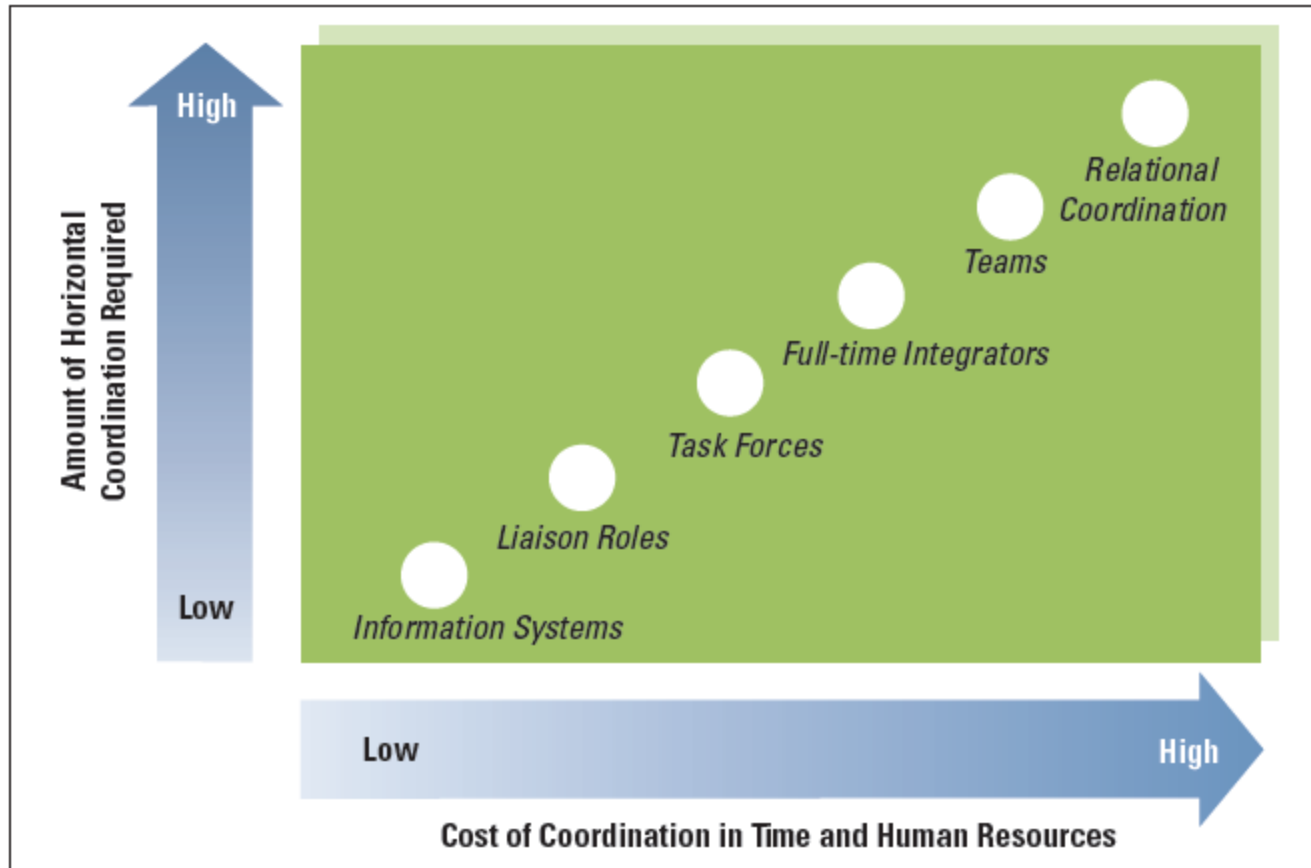 High
Amount of Horizontal
Coordination Required
Low
Relational
Coordination
Teams
Full-time Integrators
Task Forces
Liaison Roles
Information Systems
Low
High
Cost of Coordination in Time and Human Resources